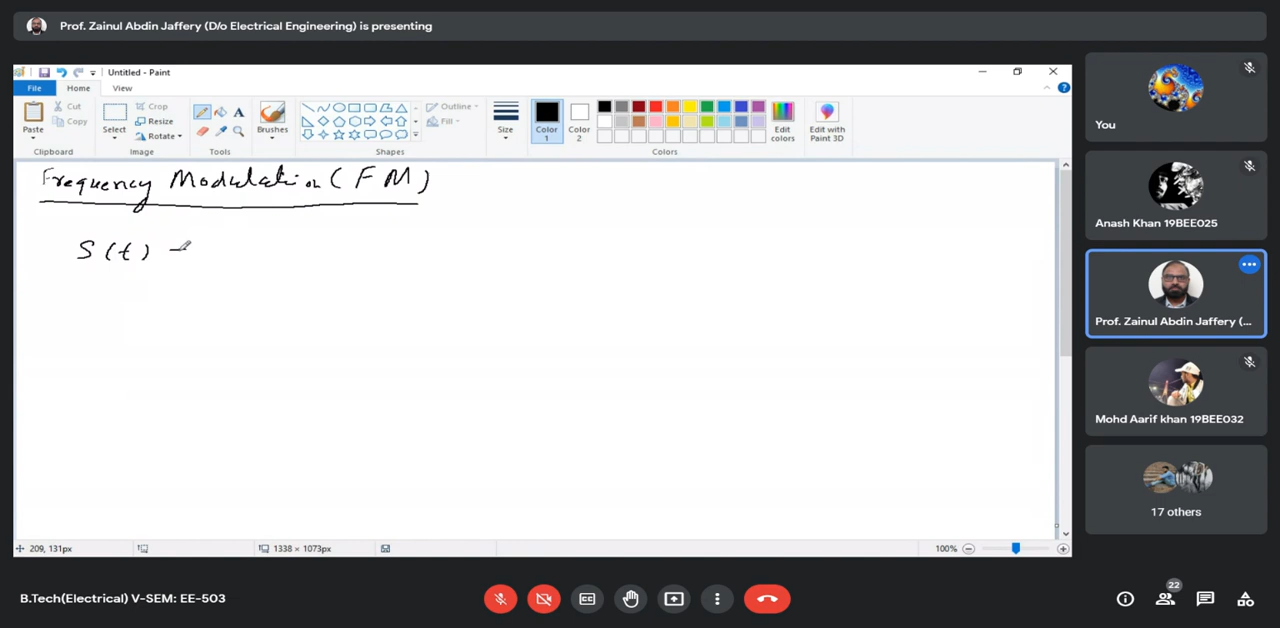 Prof. Zainul Abdin Jaffery (D/o Electrical Engineering) is presenting
Untitled - Paint
File Home View
Paste
Cut
Copy
Clipboard
Select
Crop
Resize
Rotate
Image
A
Tools
Brushes
Outline
Fill
Shapes
Size
Color 1
Color 2
Edit colors
Colors
Edit with Paint 3D
Frequency Modulation (FM)
S(t) =
209, 131px
1338 × 1073px
100%
You
Anash Khan 19BEE025
Prof. Zainul Abdin Jaffery (...
Mohd Aarif khan 19BEE032
17 others
B.Tech(Electrical) V-SEM: EE-503
22